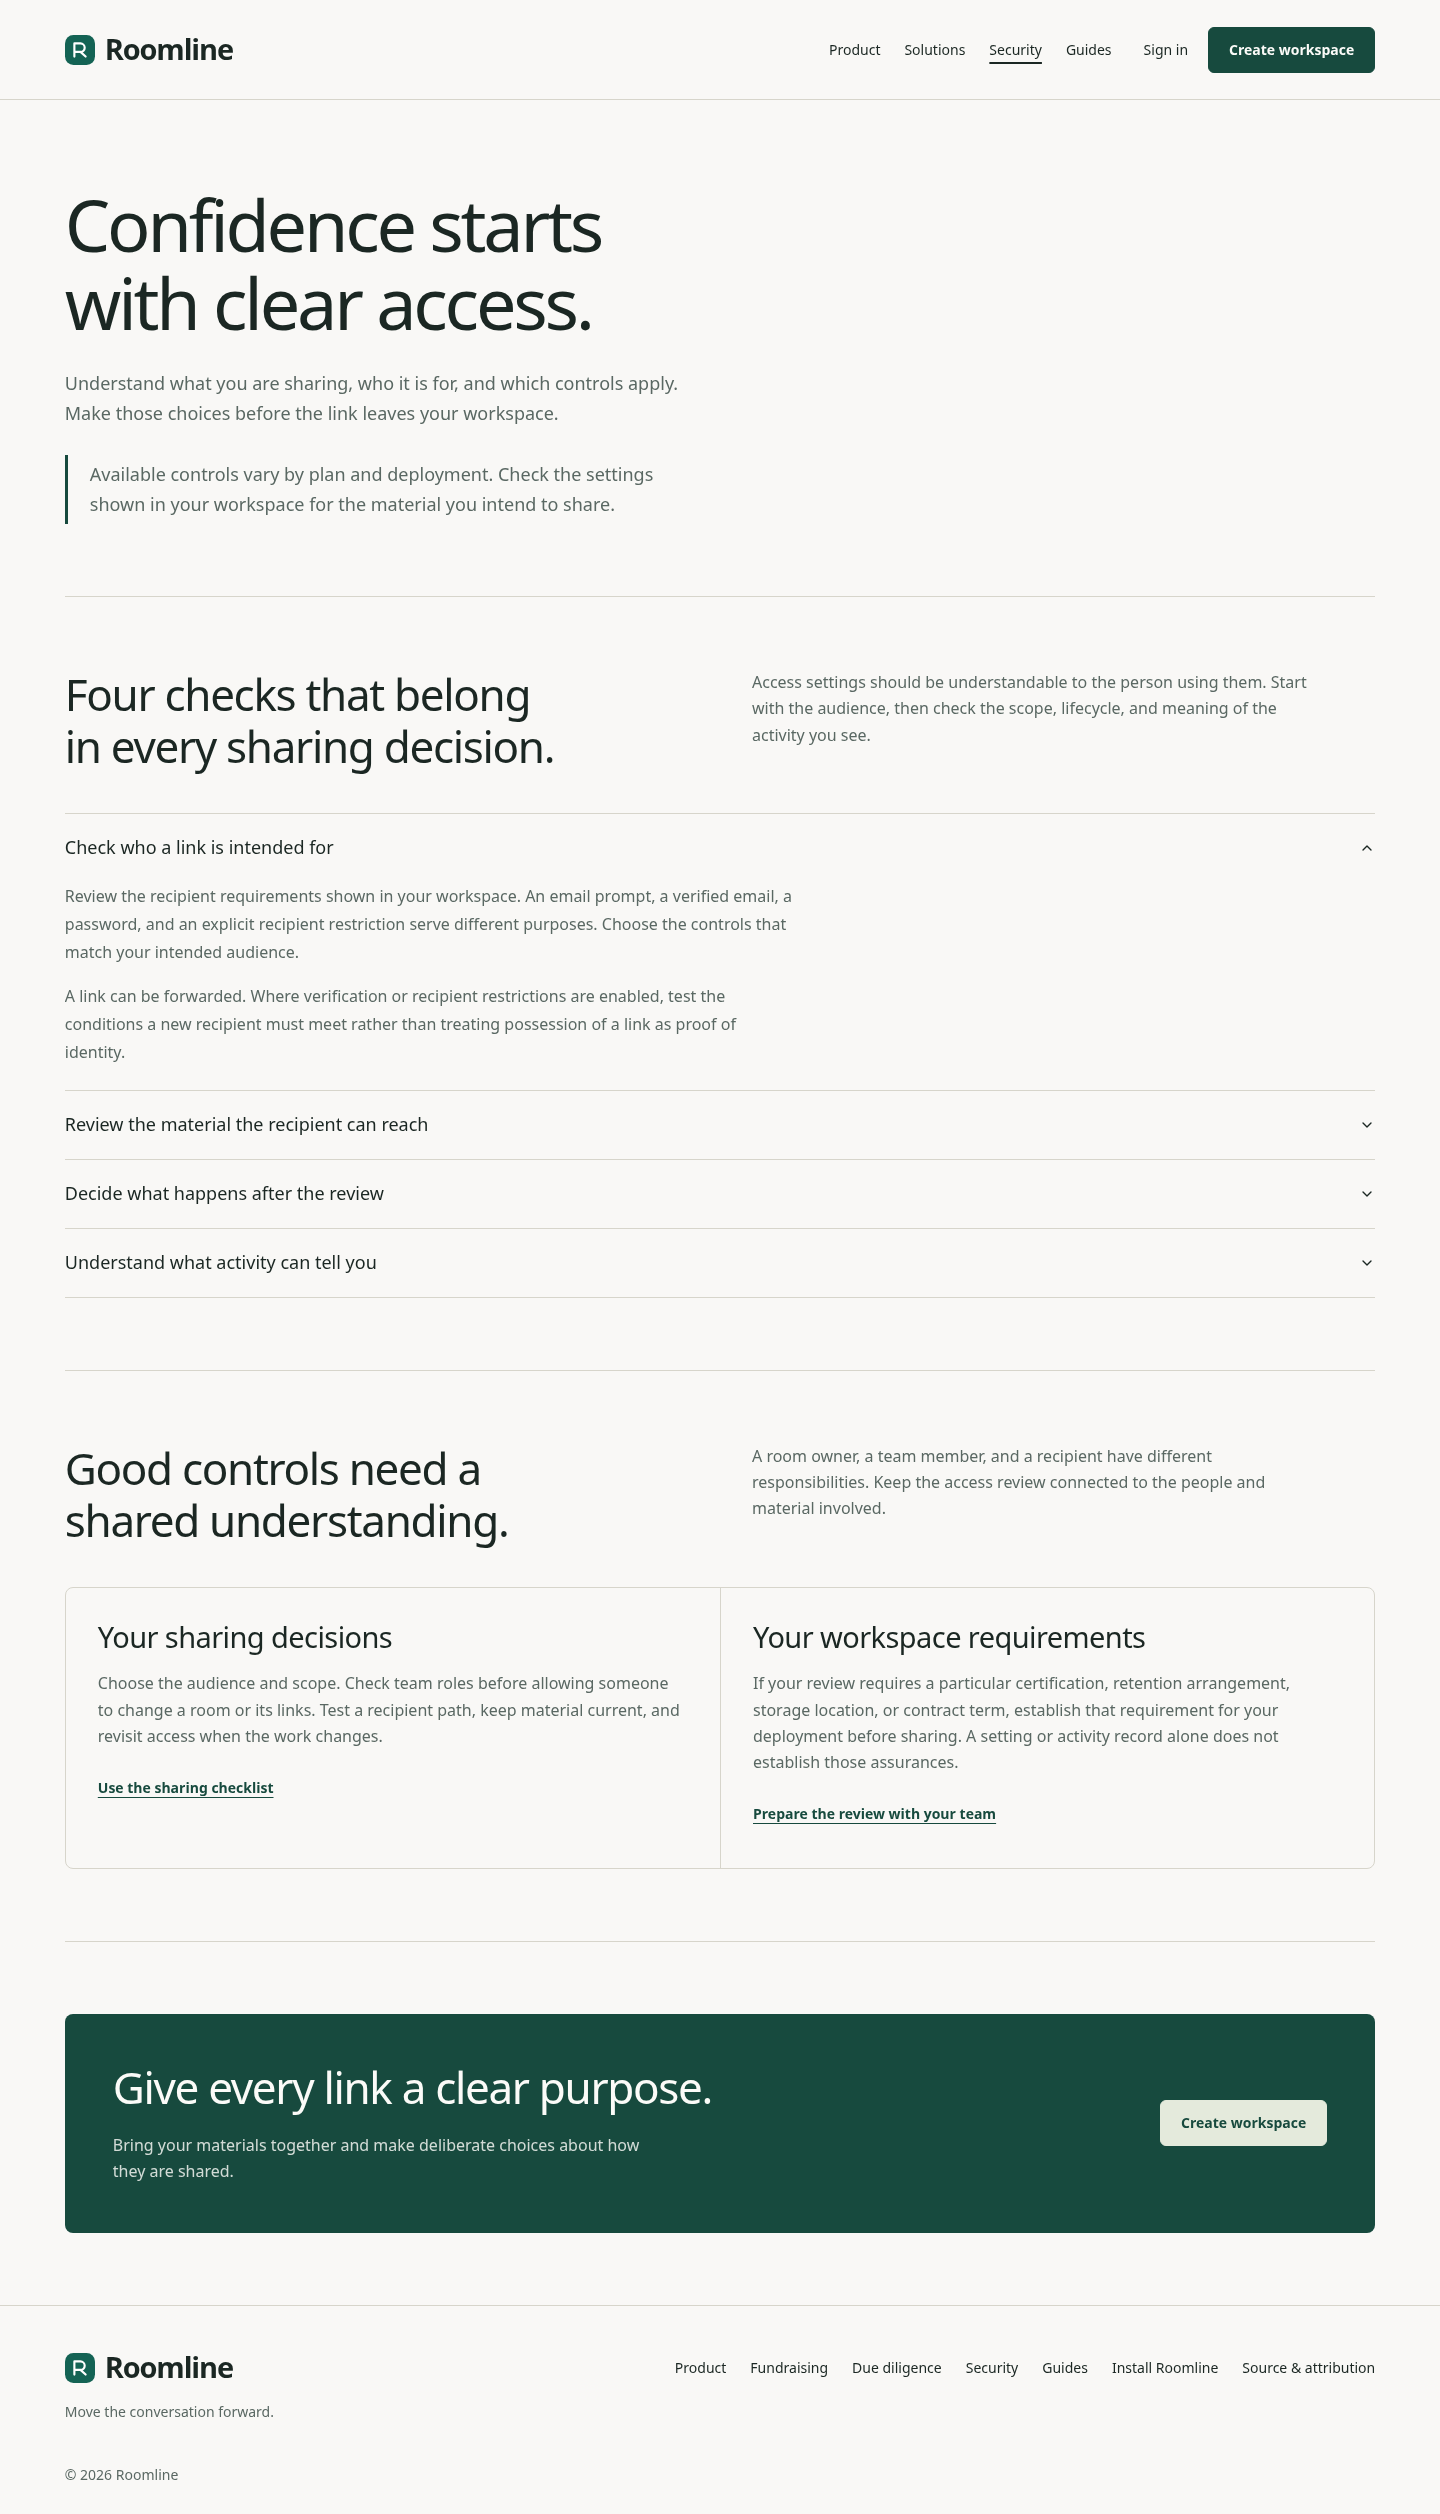 R Roomline
Product Solutions Security Guides Sign in Create workspace
Confidence starts
with clear access.
Understand what you are sharing, who it is for, and which controls apply.
Make those choices before the link leaves your workspace.
Available controls vary by plan and deployment. Check the settings
shown in your workspace for the material you intend to share.
Four checks that belong
in every sharing decision.
Access settings should be understandable to the person using them. Start
with the audience, then check the scope, lifecycle, and meaning of the
activity you see.
Check who a link is intended for
Review the recipient requirements shown in your workspace. An email prompt, a verified email, a
password, and an explicit recipient restriction serve different purposes. Choose the controls that
match your intended audience.
A link can be forwarded. Where verification or recipient restrictions are enabled, test the
conditions a new recipient must meet rather than treating possession of a link as proof of
identity.
Review the material the recipient can reach
Decide what happens after the review
Understand what activity can tell you
Good controls need a
shared understanding.
A room owner, a team member, and a recipient have different
responsibilities. Keep the access review connected to the people and
material involved.
Your sharing decisions
Choose the audience and scope. Check team roles before allowing someone
to change a room or its links. Test a recipient path, keep material current, and
revisit access when the work changes.
Use the sharing checklist
Your workspace requirements
If your review requires a particular certification, retention arrangement,
storage location, or contract term, establish that requirement for your
deployment before sharing. A setting or activity record alone does not
establish those assurances.
Prepare the review with your team
Give every link a clear purpose.
Bring your materials together and make deliberate choices about how
they are shared.
Create workspace
R Roomline
Product Fundraising Due diligence Security Guides Install Roomline Source & attribution
Move the conversation forward.
© 2026 Roomline